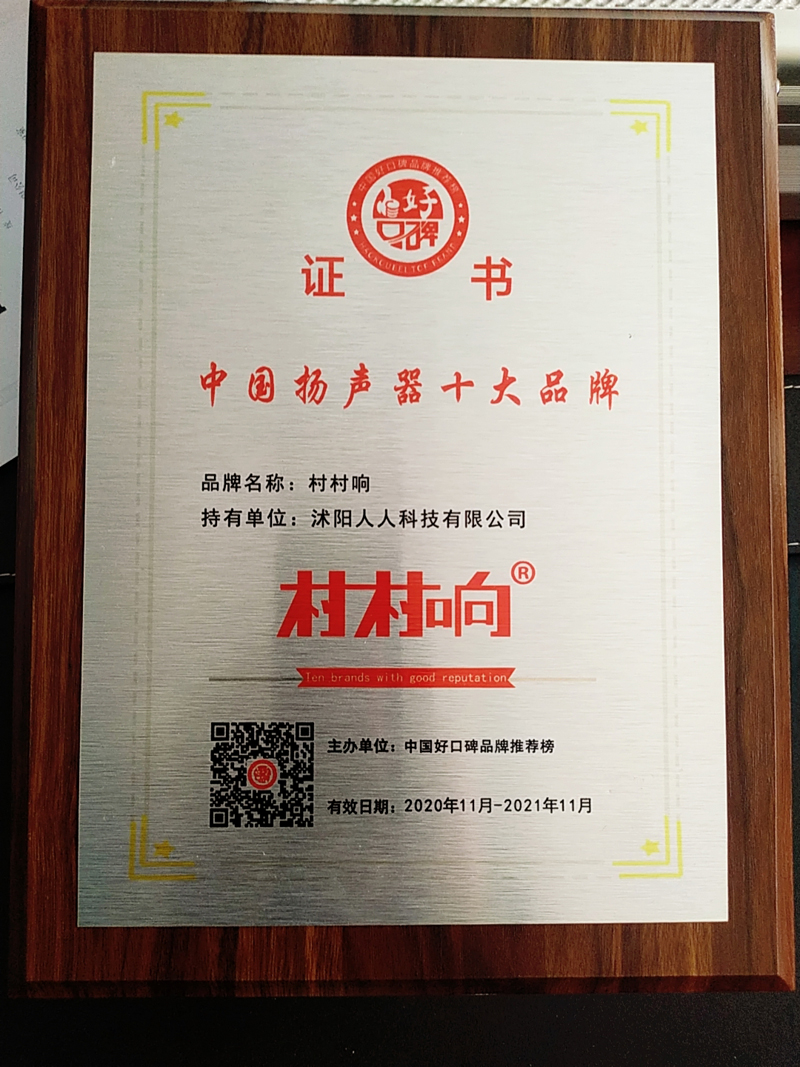 中国好口碑品牌推荐榜
好
口碑
证书
中国扬声器十大品牌
品牌名称：村村响
持有单位：沭阳人人科技有限公司
村村响®
Ten brands with good reputation
主办单位：中国好口碑品牌推荐榜
有效日期：2020年11月-2021年11月